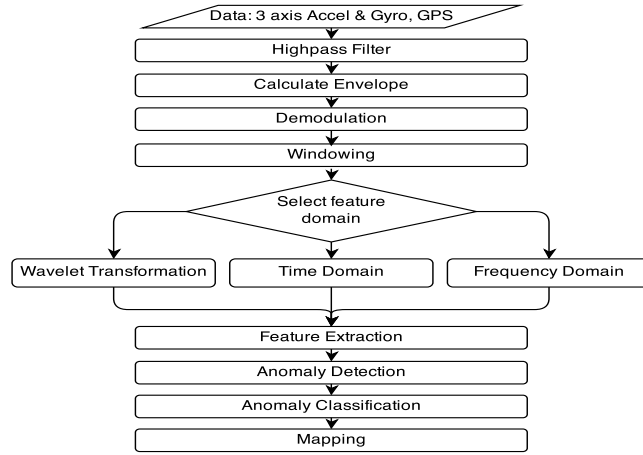 Data: 3 axis Accel & Gyro, GPS
Highpass Filter
Calculate Envelope
Demodulation
Windowing
Select feature
domain
Wavelet Transformation
Time Domain
Frequency Domain
Feature Extraction
Anomaly Detection
Anomaly Classification
Mapping